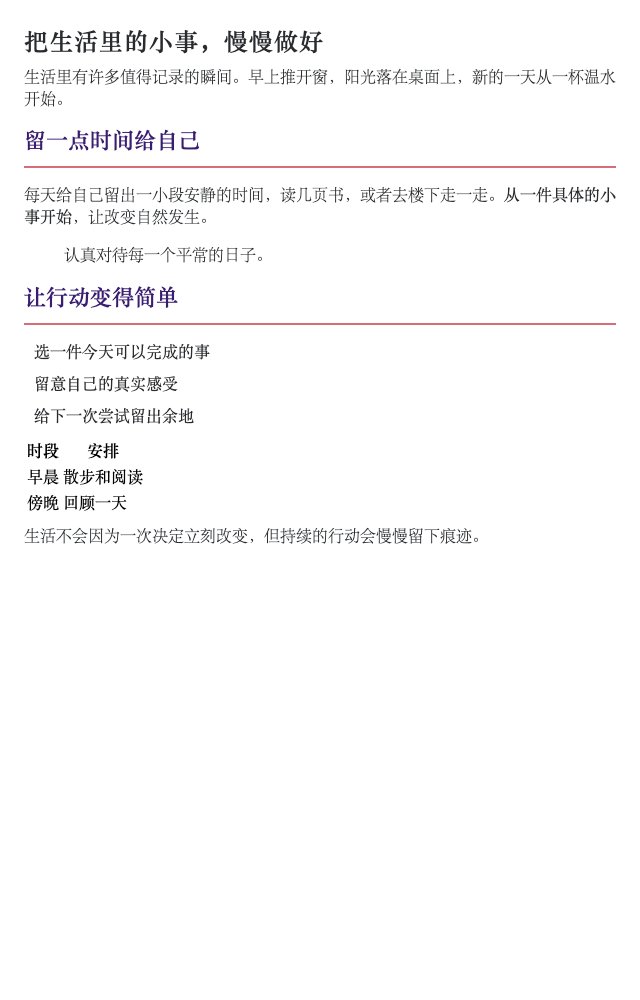 把生活里的小事，慢慢做好
生活里有许多值得记录的瞬间。早上推开窗，阳光落在桌面上，新的一天从一杯温水
开始。
留一点时间给自己
每天给自己留出一小段安静的时间，读几页书，或者去楼下走一走。从一件具体的小
事开始，让改变自然发生。
认真对待每一个平常的日子。
让行动变得简单
选一件今天可以完成的事
留意自己的真实感受
给下一次尝试留出余地
时段 安排
早晨 散步和阅读
傍晚 回顾一天
生活不会因为一次决定立刻改变，但持续的行动会慢慢留下痕迹。